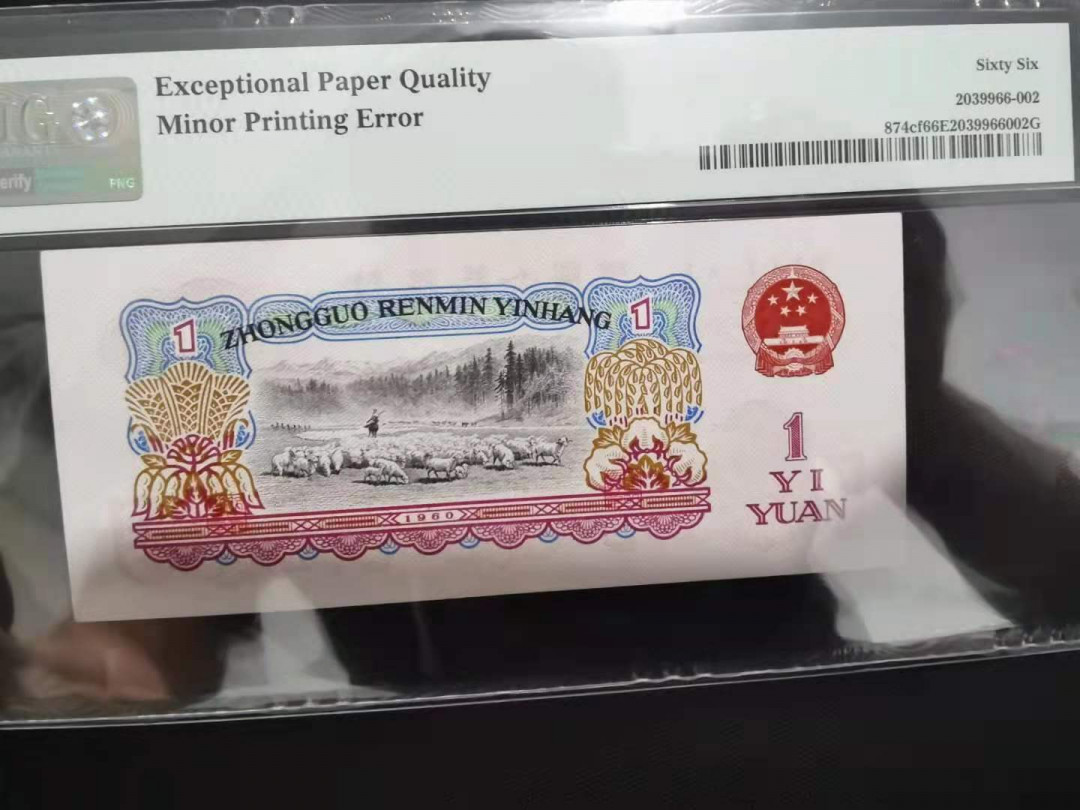 Exceptional Paper Quality
Minor Printing Error
Sixty Six
2039966-002
874cf66E2039966002G
PNG
1
ZHONGGUO RENMIN YINHANG
1
1960
1
YI
YUAN